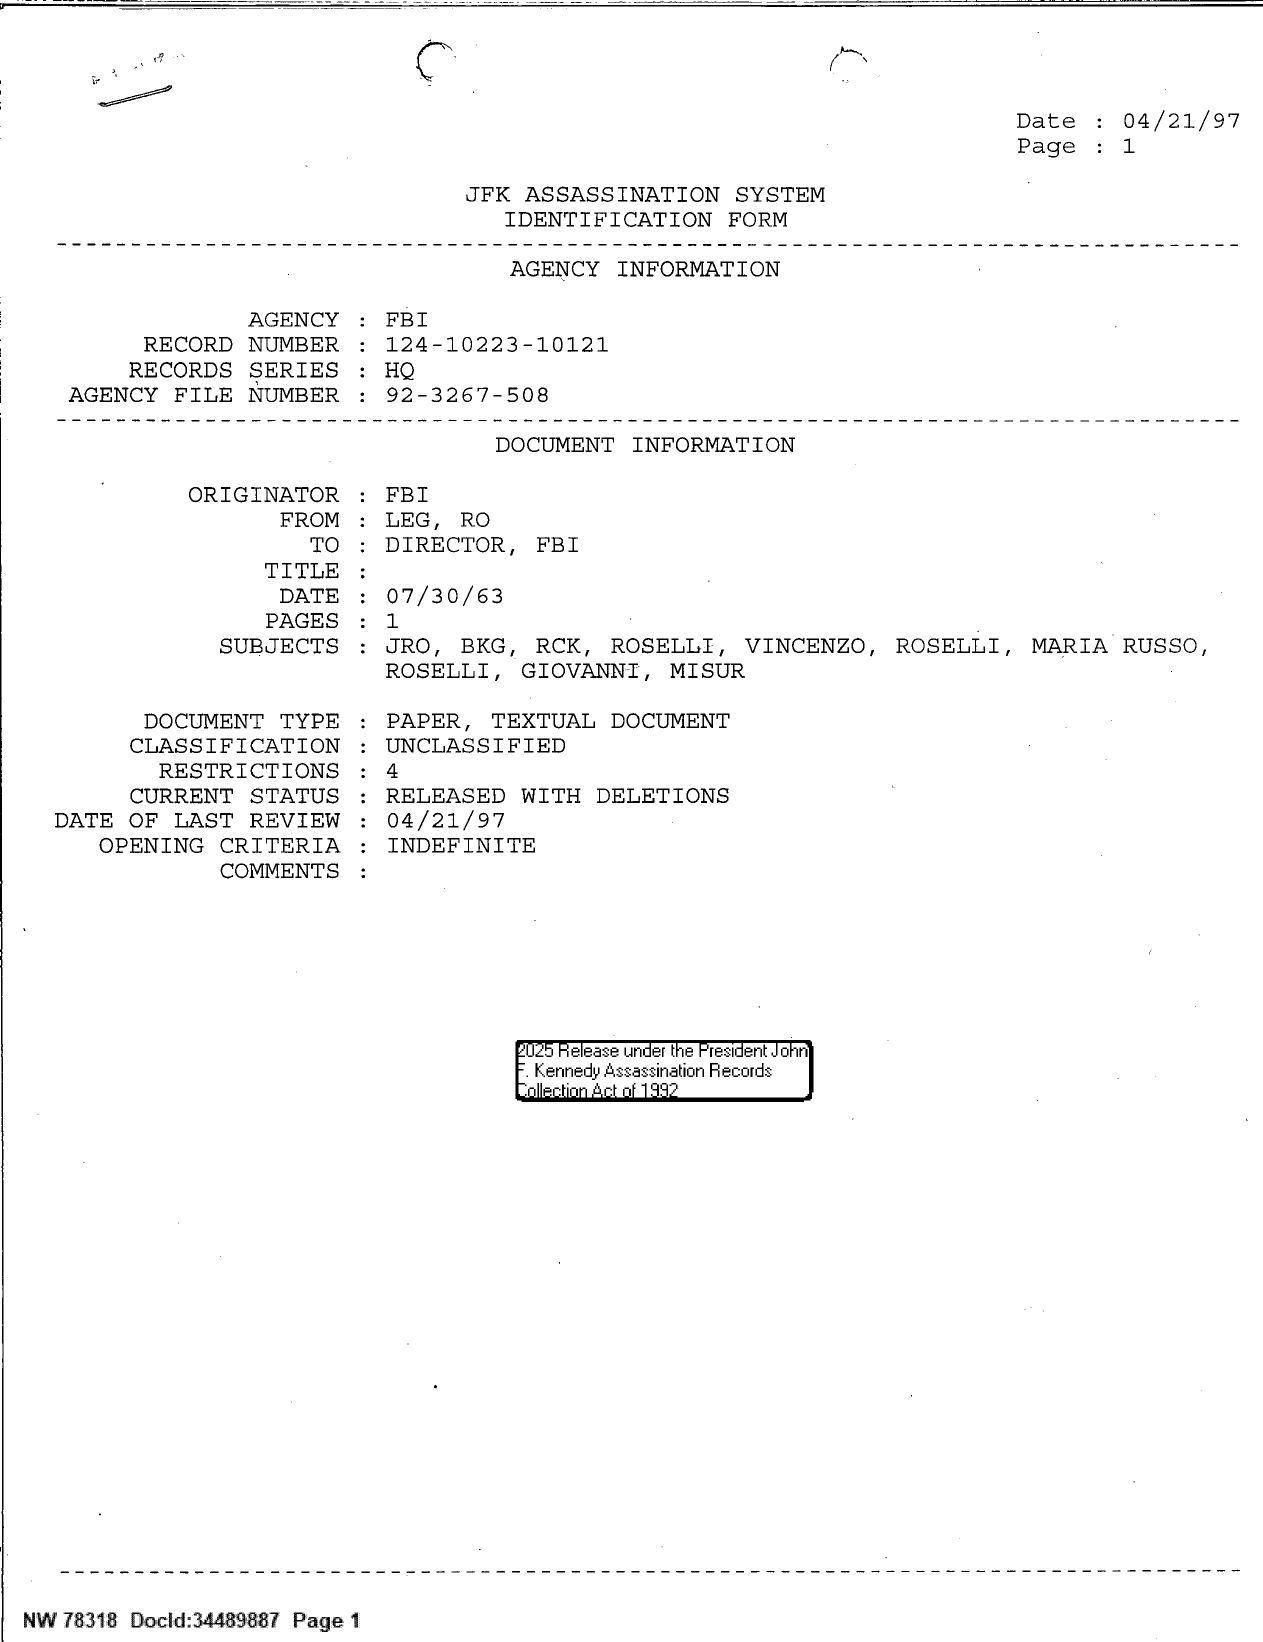 Date : 04/21/97
Page : 1
JFK ASSASSINATION SYSTEM
IDENTIFICATION FORM
AGENCY INFORMATION
AGENCY : FBI
RECORD NUMBER : 124-10223-10121
RECORDS SERIES : HQ
AGENCY FILE NUMBER : 92-3267-508
DOCUMENT INFORMATION
ORIGINATOR : FBI
FROM : LEG, RO
TO : DIRECTOR, FBI
TITLE :
DATE : 07/30/63
PAGES : 1
SUBJECTS : JRO, BKG, RCK, ROSELLI, VINCENZO, ROSELLI, MARIA RUSSO,
ROSELLI, GIOVANNI, MISUR
DOCUMENT TYPE : PAPER, TEXTUAL DOCUMENT
CLASSIFICATION : UNCLASSIFIED
RESTRICTIONS : 4
CURRENT STATUS : RELEASED WITH DELETIONS
DATE OF LAST REVIEW : 04/21/97
OPENING CRITERIA : INDEFINITE
COMMENTS :
2025 Release under the President John
F. Kennedy Assassination Records
Collection Act of 1992
NW 78318 DocId:34489887 Page 1